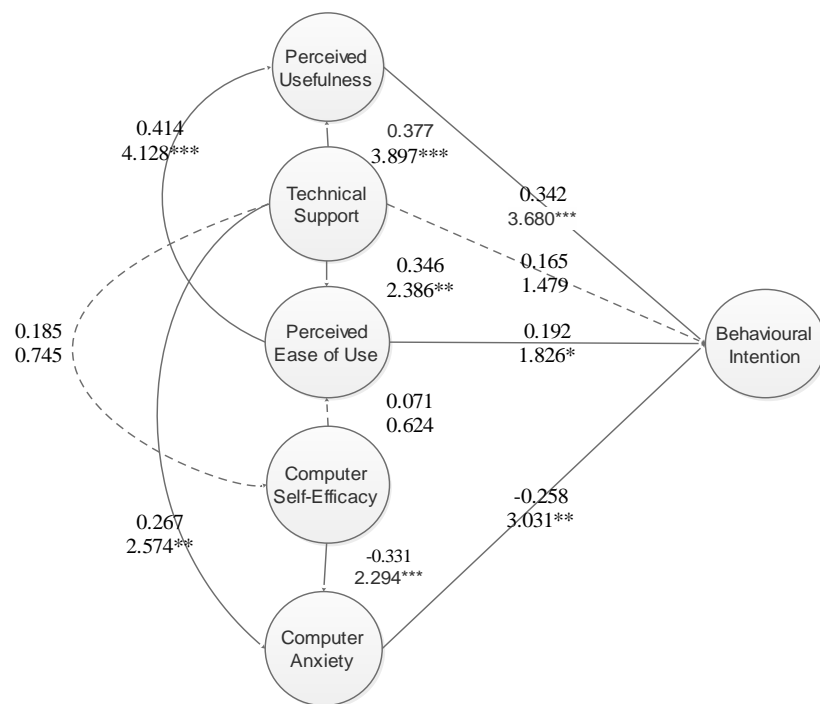 Perceived
Usefulness
0.414
4.128***
0.377
3.897***
Technical
Support
0.342
3.680***
0.165
1.479
0.346
2.386**
0.185
0.745
Perceived
Ease of Use
0.192
1.826*
Behavioural
Intention
0.071
0.624
Computer
Self-Efficacy
0.267
2.574**
-0.258
3.031**
-0.331
2.294***
Computer
Anxiety